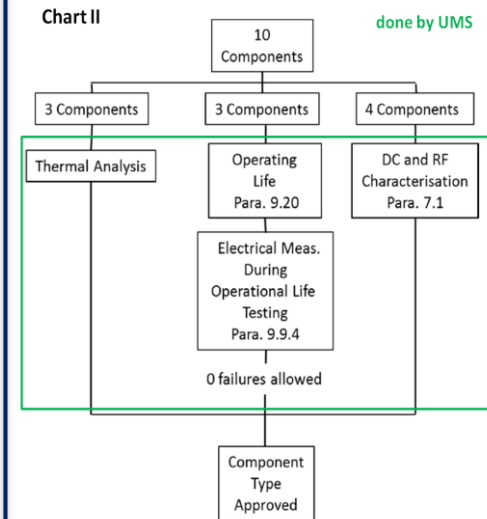 Chart II
done by UMS
10
Components
3 Components
3 Components
4 Components
Thermal Analysis
Operating
Life
Para. 9.20
DC and RF
Characterisation
Para. 7.1
Electrical Meas.
During
Operational Life
Testing
Para. 9.9.4
0 failures allowed
Component
Type
Approved